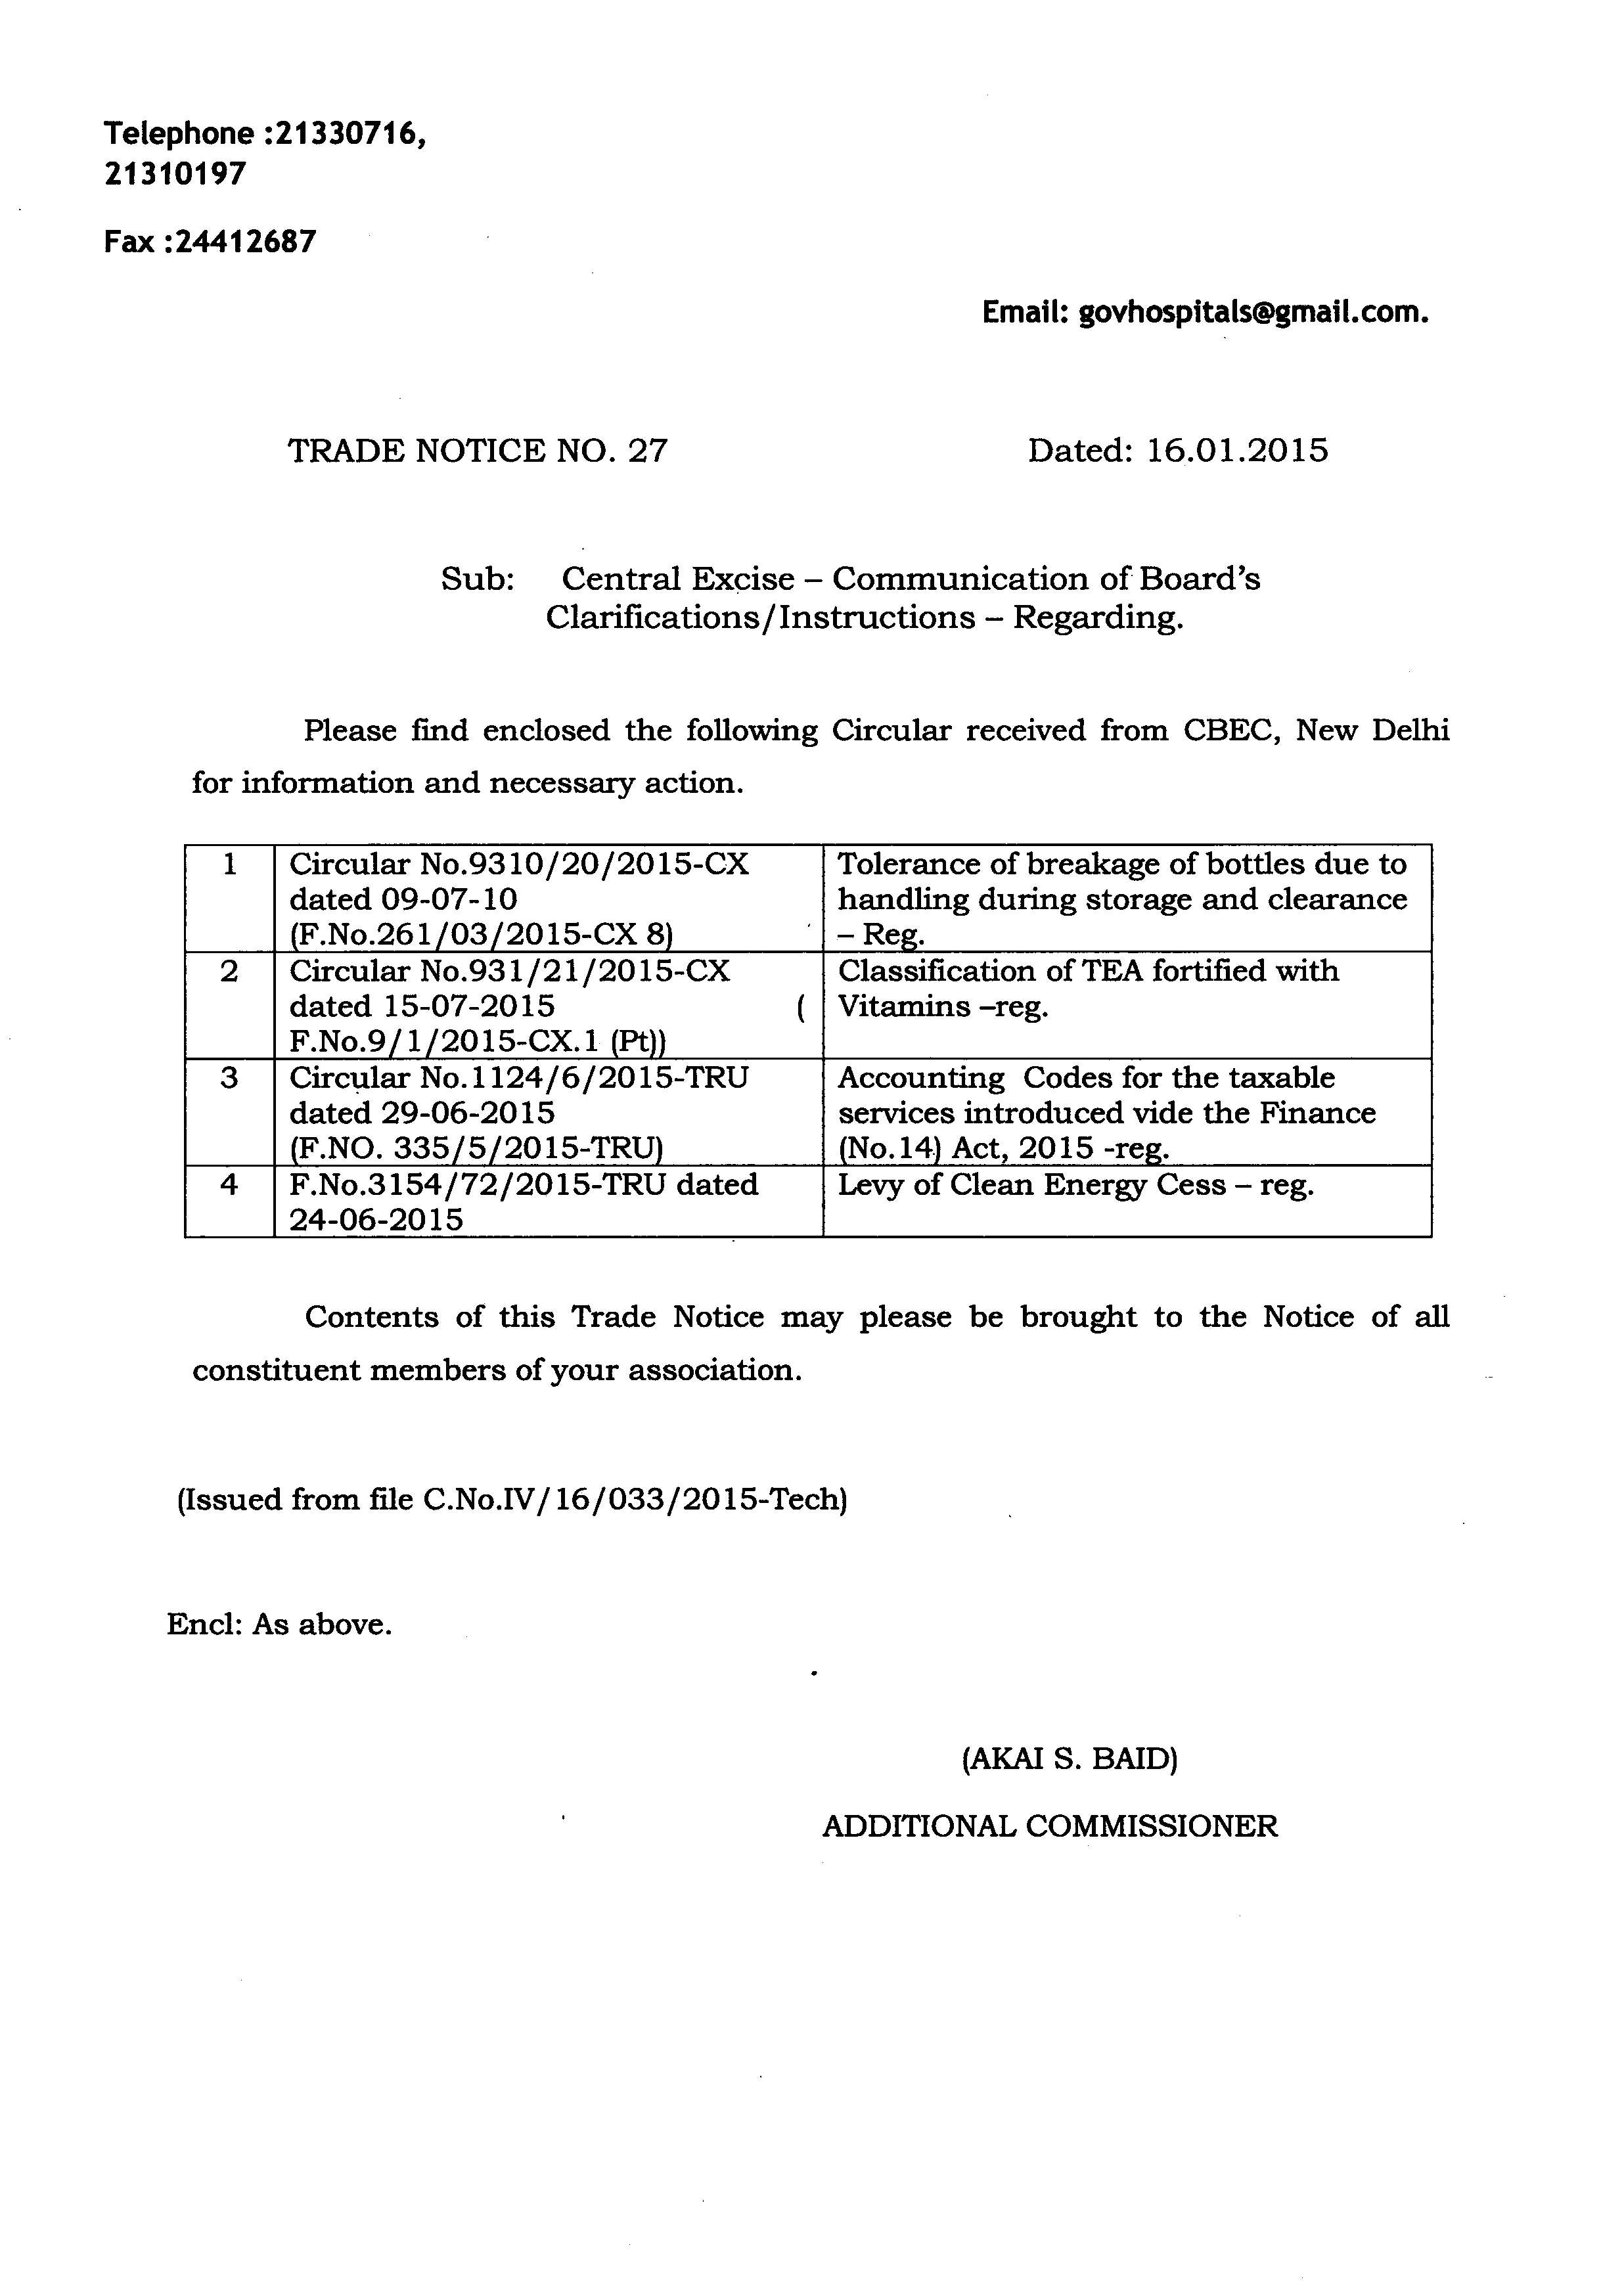 Telephone :21330716,
21310197
Fax :24412687
Email: govhospitals@gmail.com.
TRADE NOTICE NO. 27 Dated: 16.01.2015
Sub: Central Excise – Communication of Board's
Clarifications/Instructions – Regarding.
Please find enclosed the following Circular received from CBEC, New Delhi
for information and necessary action.
1 Circular No.9310/20/2015-CX Tolerance of breakage of bottles due to
dated 09-07-10 handling during storage and clearance
(F.No.261/03/2015-CX 8) – Reg.
2 Circular No.931/21/2015-CX Classification of TEA fortified with
dated 15-07-2015 ( Vitamins –reg.
F.No.9/1/2015-CX.1 (Pt))
3 Circular No.1124/6/2015-TRU Accounting Codes for the taxable
dated 29-06-2015 services introduced vide the Finance
(F.NO. 335/5/2015-TRU) (No.14) Act, 2015 -reg.
4 F.No.3154/72/2015-TRU dated Levy of Clean Energy Cess – reg.
24-06-2015
Contents of this Trade Notice may please be brought to the Notice of all
constituent members of your association.
(Issued from file C.No.IV/16/033/2015-Tech)
Encl: As above.
(AKAI S. BAID)
ADDITIONAL COMMISSIONER